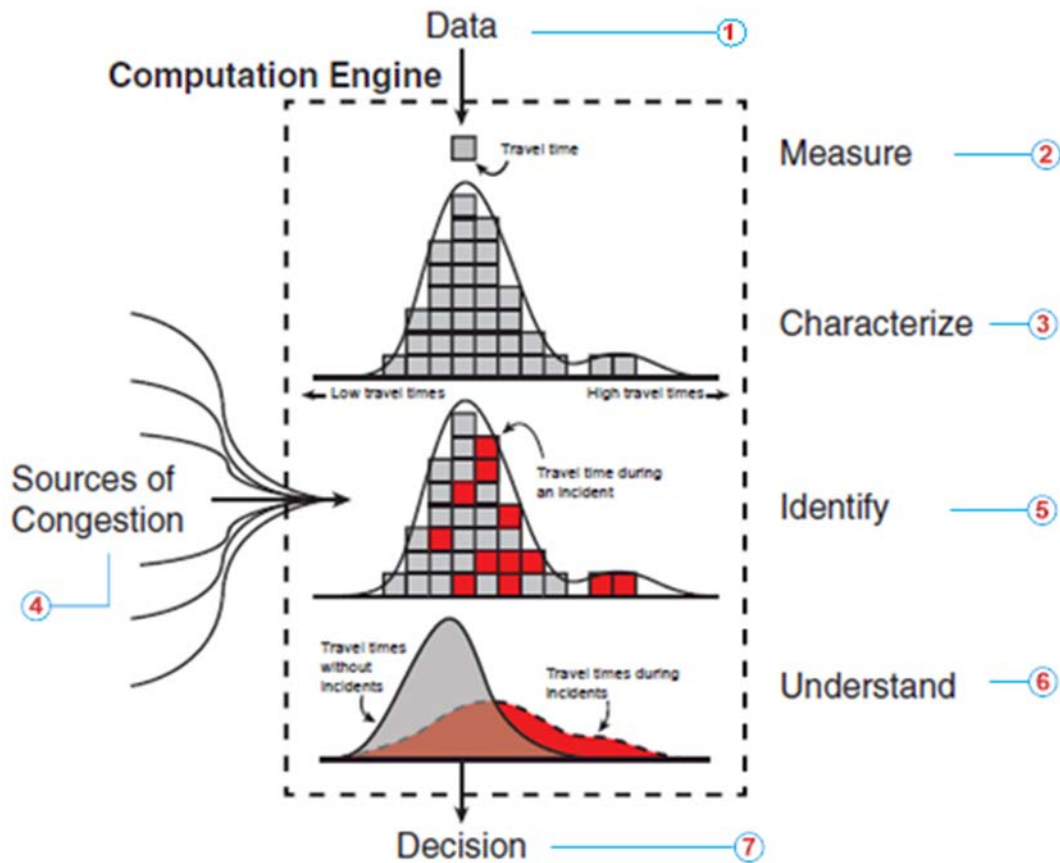 Data
1
Computation Engine
Travel time
Measure
2
Characterize
3
Low travel times
High travel times
Travel time during
an incident
Sources of
Congestion
4
Identify
5
Travel times
without
incidents
Travel times during
incidents
Understand
6
Decision
7